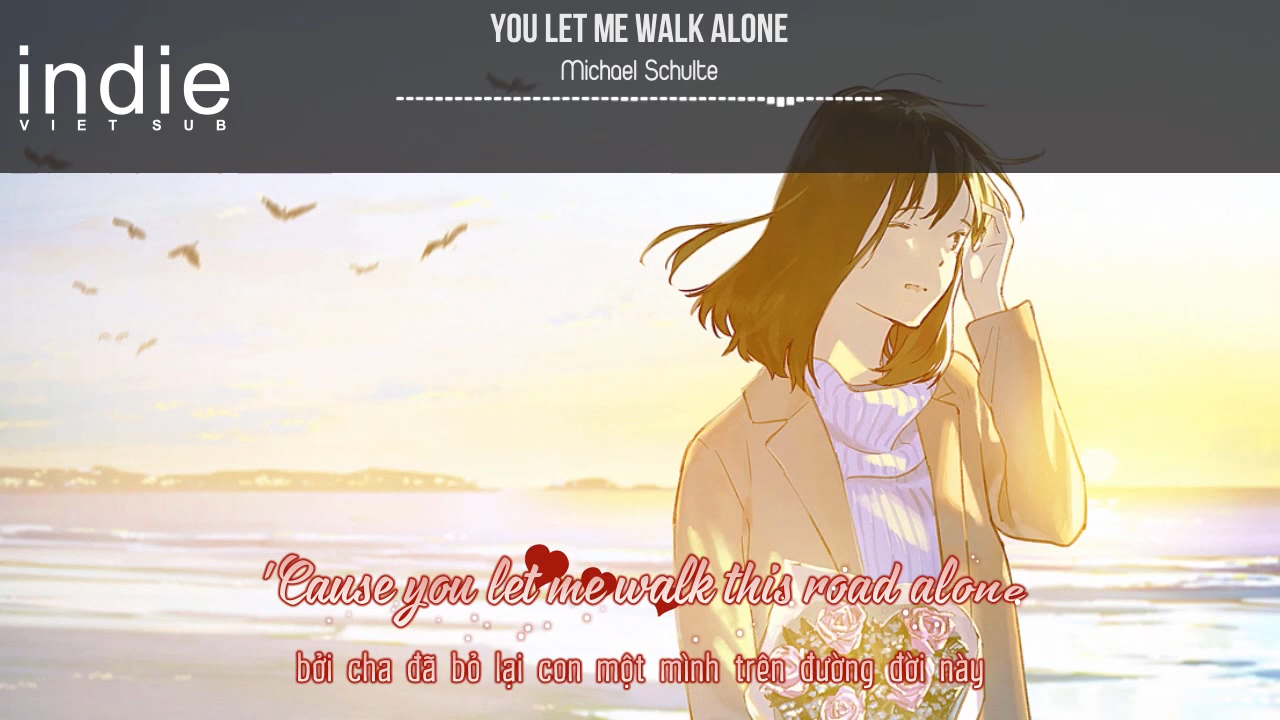 YOU LET ME WALK ALONE
Michael Schulte
indie
VIET SUB
'Cause you let me walk this road alone
bởi cha đã bỏ lại con một mình trên đường đời này